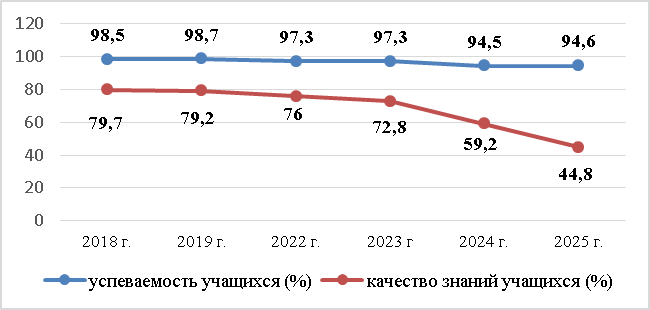 120
98,5 98,7 97,3 97,3 94,5 94,6
100
80
79,7 79,2 76 72,8 59,2 44,8
60
40
20
0
2018 г. 2019 г. 2022 г. 2023 г 2024 г. 2025 г.
успеваемость учащихся (%) качество знаний учащихся (%)